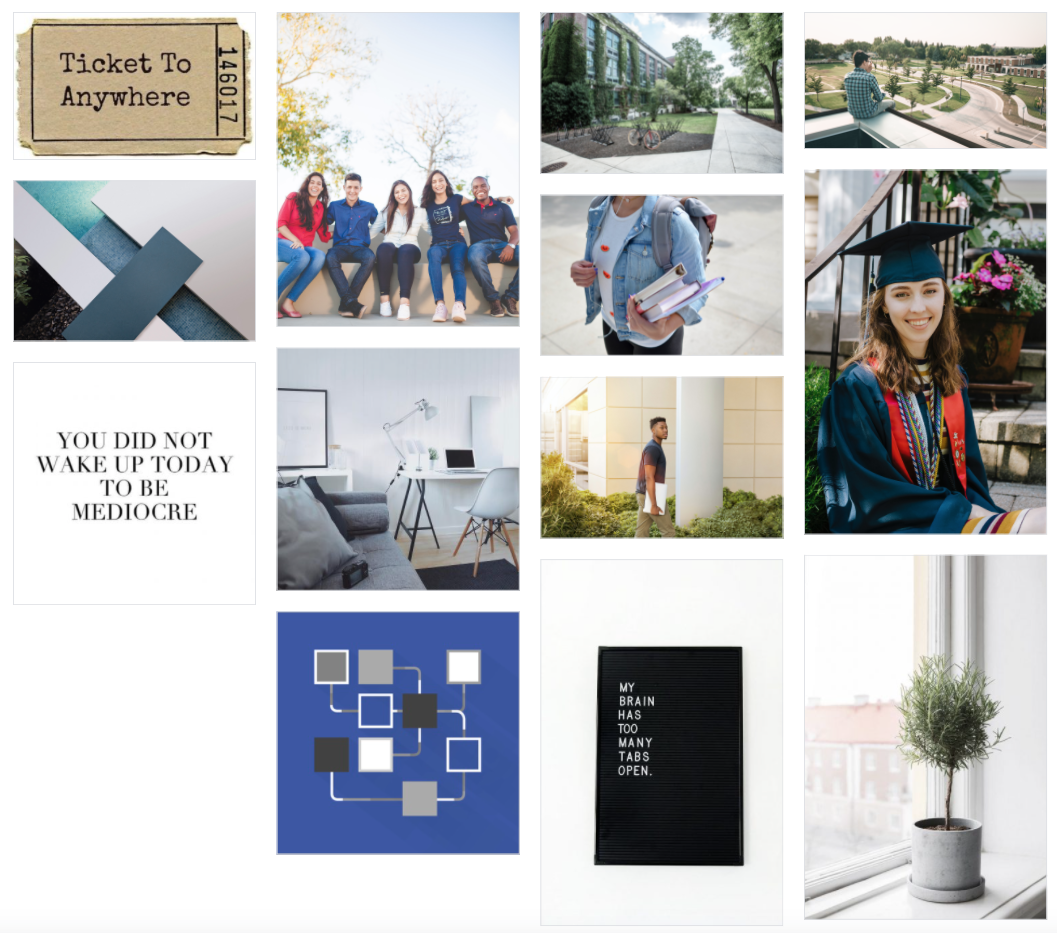 Ticket To
Anywhere
146017
YOU DID NOT
WAKE UP TODAY
TO BE
MEDIOCRE
MY
BRAIN
HAS
TOO
MANY
TABS
OPEN.